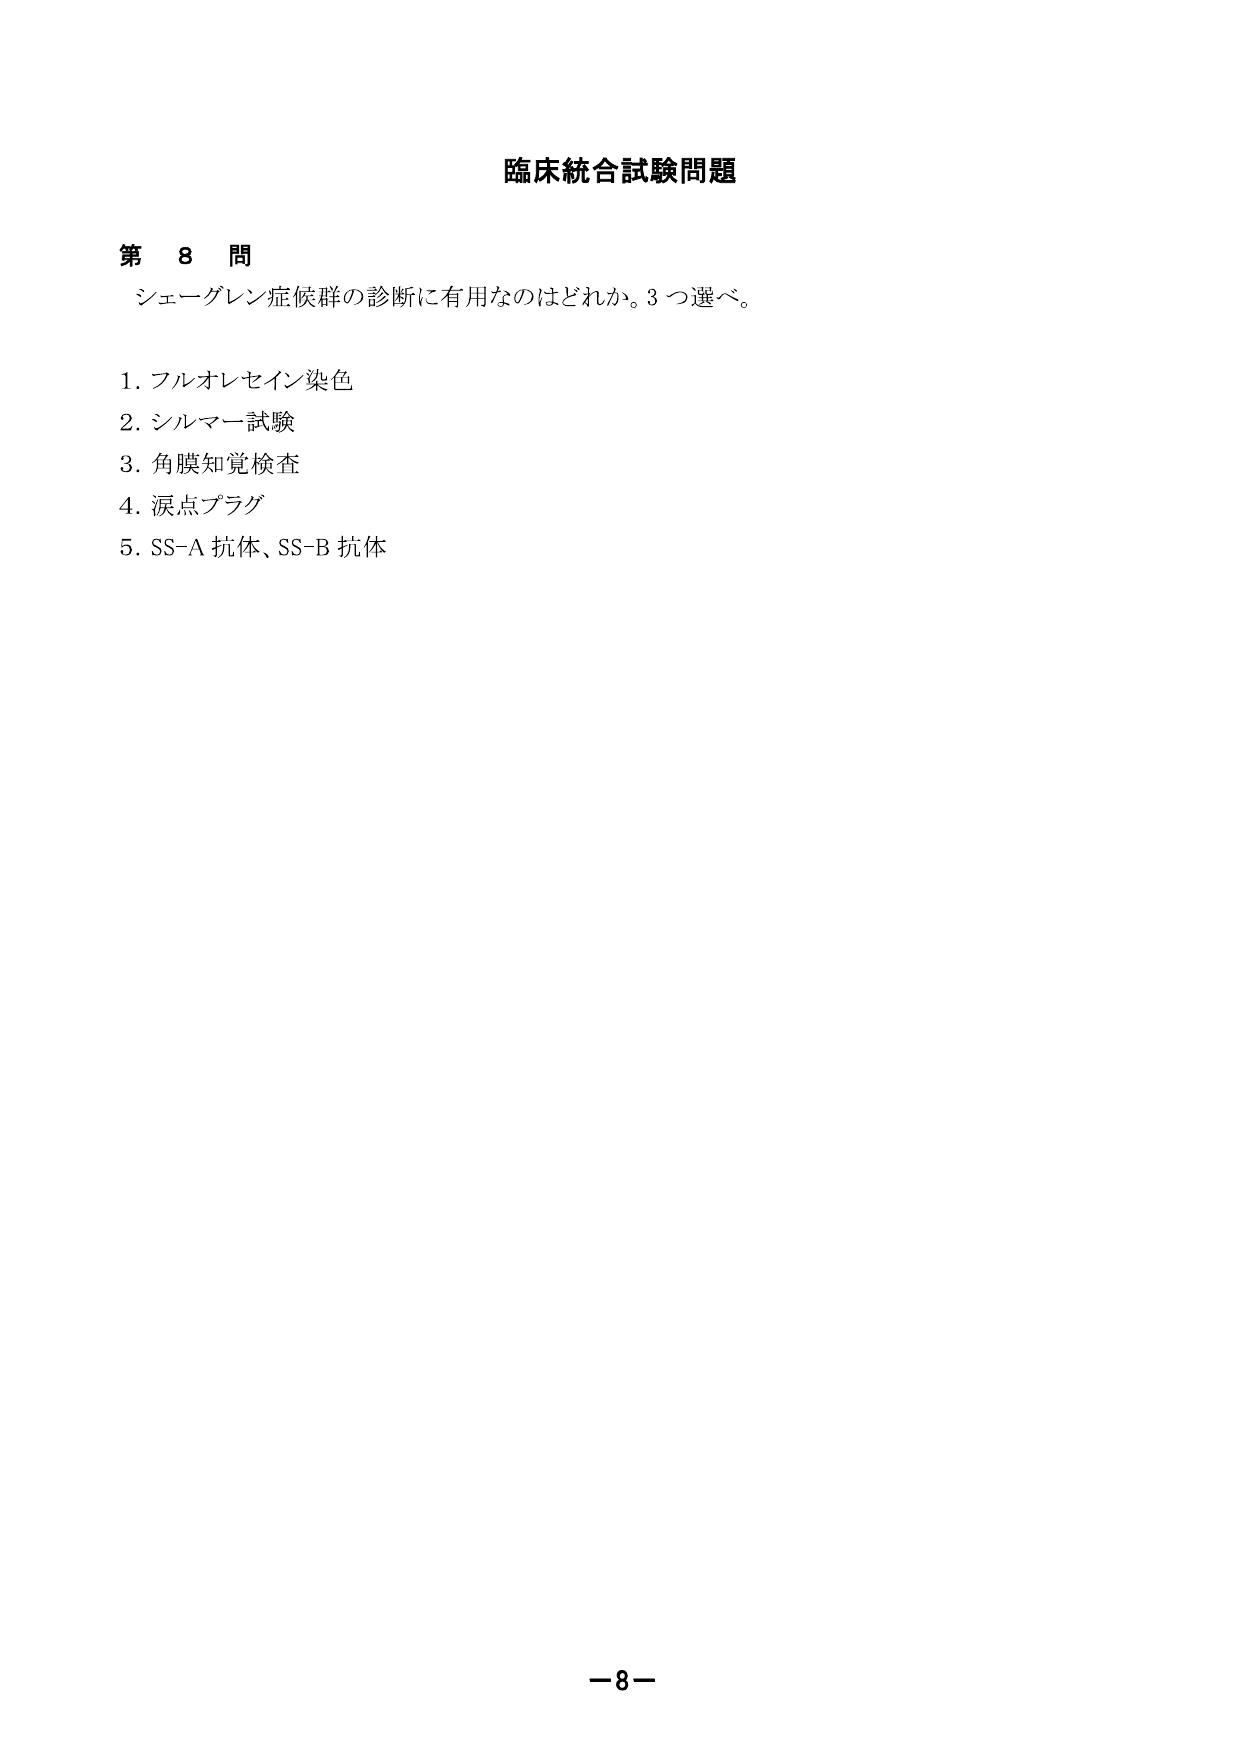 臨床統合試験問題
第 8 問
シェーグレン症候群の診断に有用なのはどれか。3つ選べ。
1. フルオレセイン染色
2. シルマー試験
3. 角膜知覚検査
4. 涙点プラグ
5. SS-A 抗体、SS-B 抗体
－8－